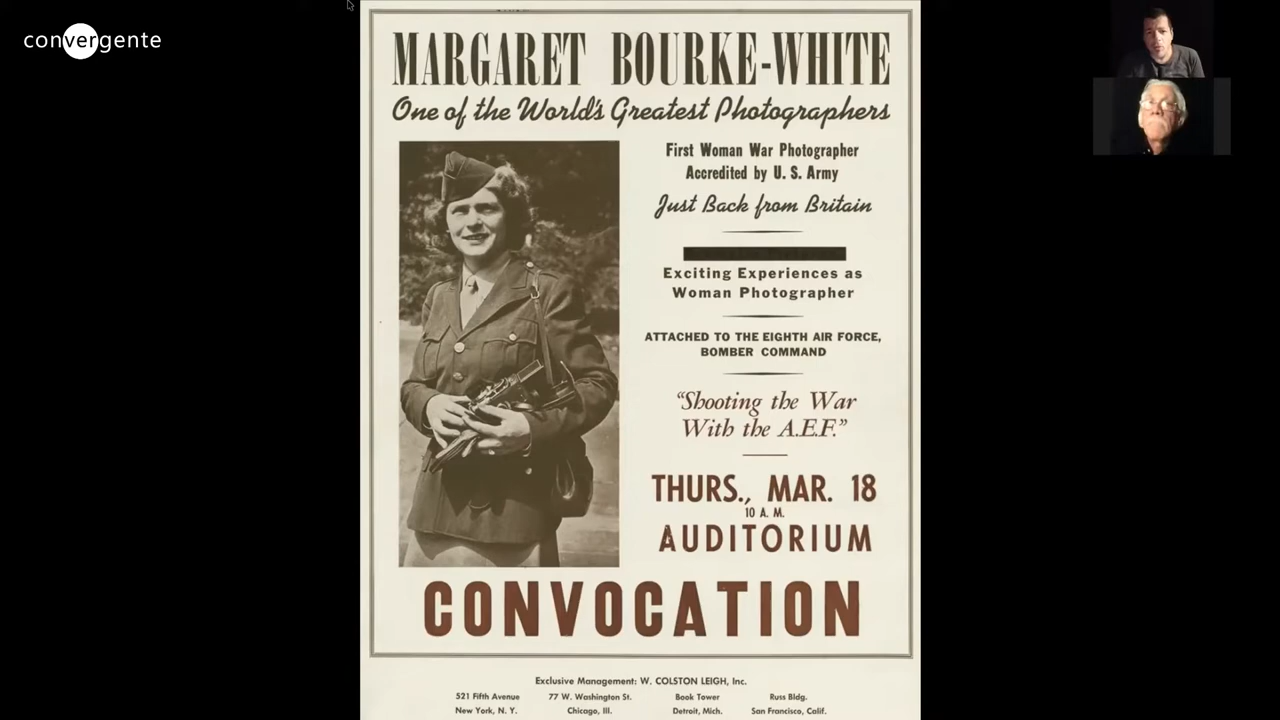 convergente
MARGARET BOURKE-WHITE
One of the World's Greatest Photographers
First Woman War Photographer
Accredited by U. S. Army
Just Back from Britain
Exciting Experiences as
Woman Photographer
ATTACHED TO THE EIGHTH AIR FORCE,
BOMBER COMMAND
"Shooting the War
With the A.E.F."
THURS., MAR. 18
10 A. M.
AUDITORIUM
CONVOCATION
Exclusive Management: W. COLSTON LEIGH, Inc.
521 Fifth Avenue 77 W. Washington St. Book Tower Russ Bldg.
New York, N. Y. Chicago, Ill. Detroit, Mich. San Francisco, Calif.